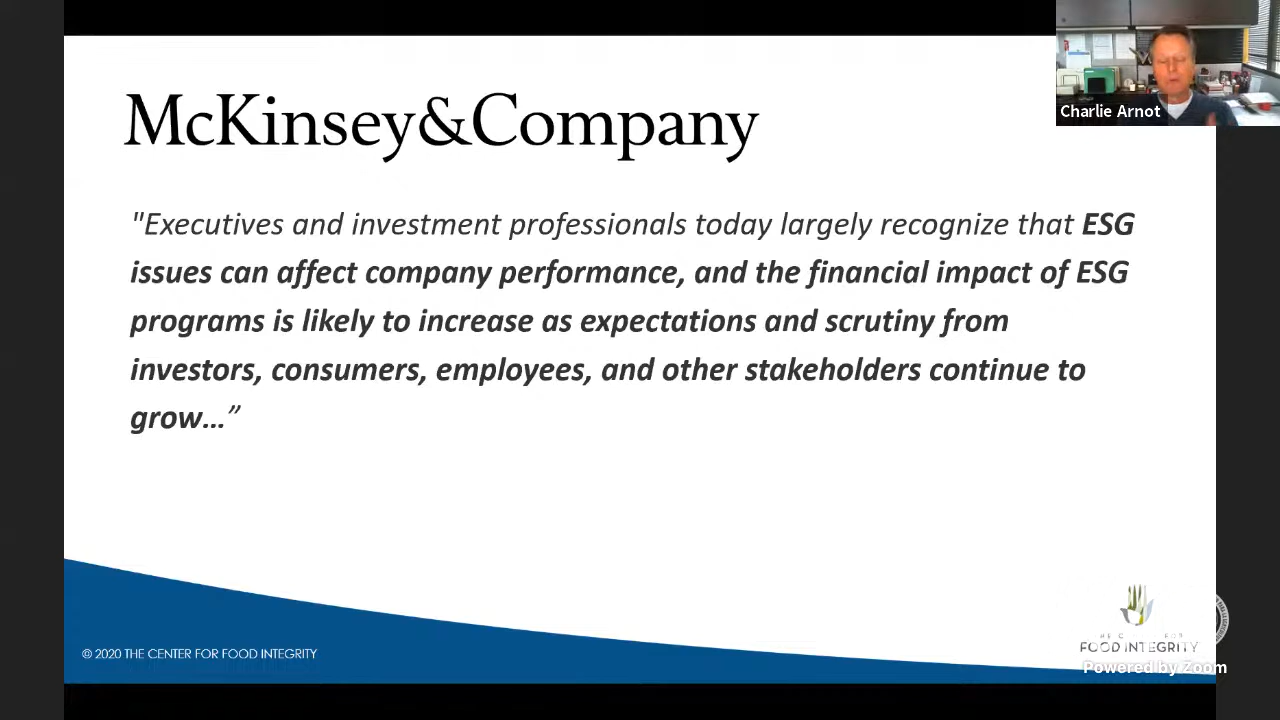 McKinsey&Company
Charlie Arnot
"Executives and investment professionals today largely recognize that ESG
issues can affect company performance, and the financial impact of ESG
programs is likely to increase as expectations and scrutiny from
investors, consumers, employees, and other stakeholders continue to
grow…”
© 2020 THE CENTER FOR FOOD INTEGRITY
FOOD INTEGRITY
Powered by Zoom